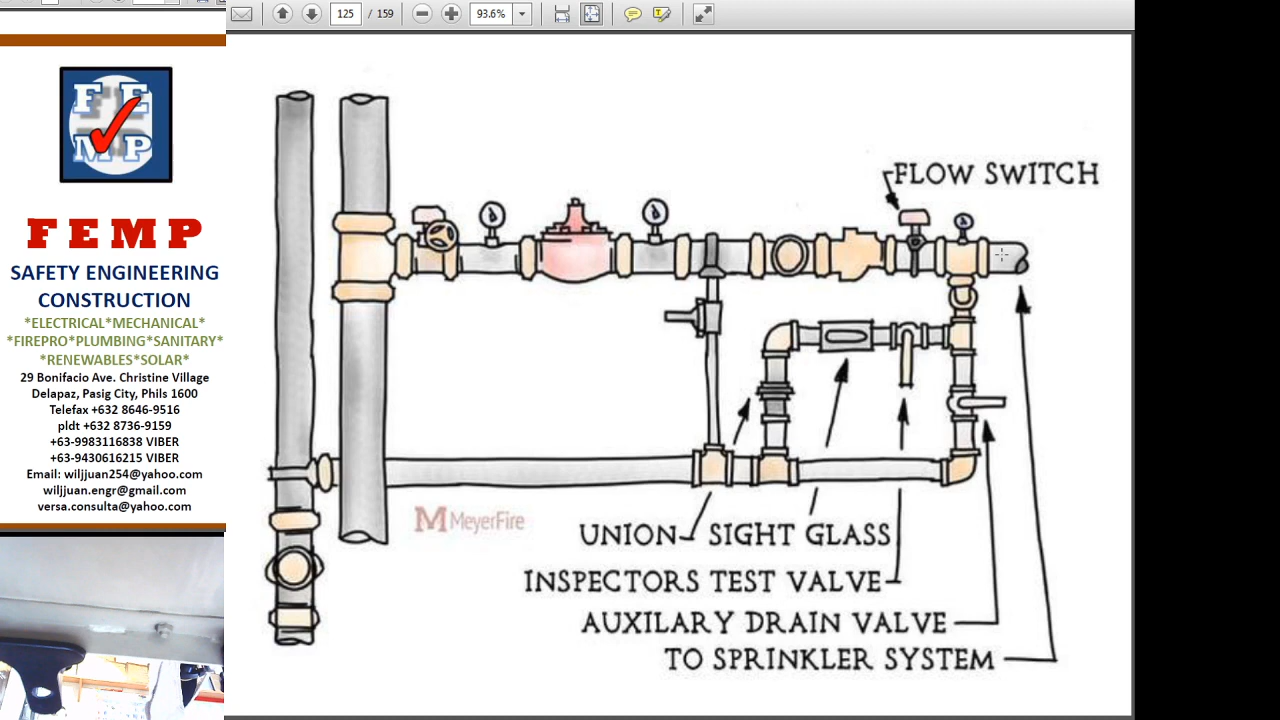 125 / 159
93.6%
F E
M P
FEMP
SAFETY ENGINEERING
CONSTRUCTION
*ELECTRICAL*MECHANICAL*
*FIREPRO*PLUMBING*SANITARY*
*RENEWABLES*SOLAR*
29 Bonifacio Ave. Christine Village
Delapaz, Pasig City, Phils 1600
Telefax +632 8646-9516
pldt +632 8736-9159
+63-9983116838 VIBER
+63-9430616215 VIBER
Email: wiljjuan254@yahoo.com
wiljjuan.engr@gmail.com
versa.consulta@yahoo.com
FLOW SWITCH
MeyerFire
UNION
SIGHT GLASS
INSPECTORS TEST VALVE
AUXILARY DRAIN VALVE
TO SPRINKLER SYSTEM